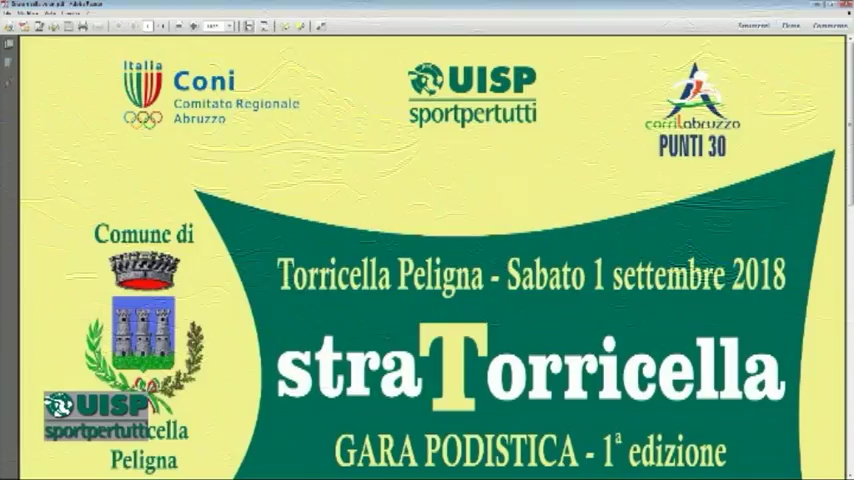 Italia
Coni
Comitato Regionale
Abruzzo
UISP
sportpertutti
corrilabruzzo
PUNTI 30
Comune di
Torricella Peligna - Sabato 1 settembre 2018
straTorricella
UISP
sportpertutti
cella
Peligna
GARA PODISTICA - 1ª edizione